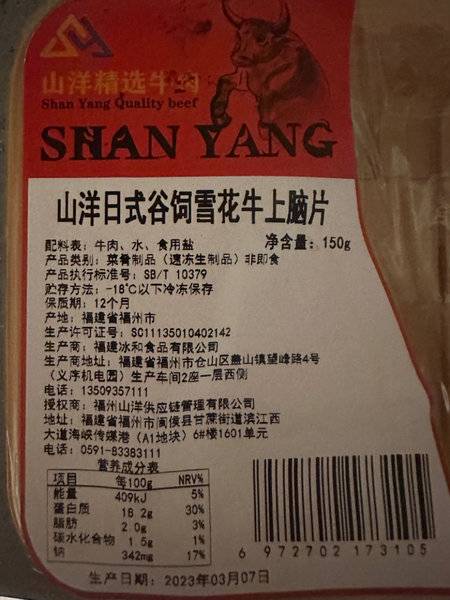 山洋精选牛肉
Shan Yang Quality beef
SHAN YANG
山洋日式谷饲雪花牛上脑片
配料表：牛肉、水、食用盐 净含量：150g
产品类别：菜肴制品（速冻生制品）非即食
产品执行标准号：SB/T 10379
贮存方法：-18℃以下冷冻保存
保质期：12个月
产地：福建省福州市
生产许可证号：SC11135010402142
生产商：福建冰和食品有限公司
生产商地址：福建省福州市仓山区盖山镇望峰路4号
（义序机电园）生产车间2座一层西侧
电话：13509357111
授权商：福州山洋供应链管理有限公司
地址：福建省福州市闽侯县甘蔗街道滨江西
大道海峡传媒港（A1地块）6#楼1601单元
电话：0591-83383111
营养成分表
项目 每100g NRV%
能量 409kJ 5%
蛋白质 18.2g 30%
脂肪 2.0g 3%
碳水化合物 1.5g 1%
钠 342mg 17%
6 972702 173105
生产日期：2023年03月07日